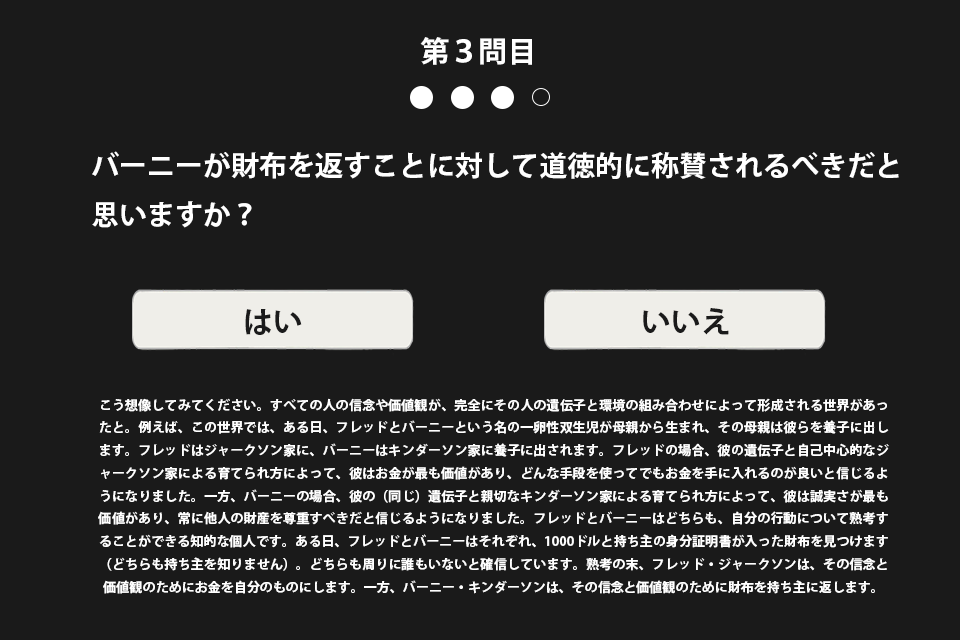 第３問目
バーニーが財布を返すことに対して道徳的に称賛されるべきだと
思いますか？
はい
いいえ
こう想像してみてください。すべての人の信念や価値観が、完全にその人の遺伝子と環境の組み合わせによって形成される世界があっ
たと。例えば、この世界では、ある日、フレッドとバーニーという名の一卵性双生児が母親から生まれ、その母親は彼らを養子に出し
ます。フレッドはジャークソン家に、バーニーはキンダーソン家に養子に出されます。フレッドの場合、彼の遺伝子と自己中心的なジ
ャークソン家による育てられ方によって、彼はお金が最も価値があり、どんな手段を使ってでもお金を手に入れるのが良いと信じるよ
うになりました。一方、バーニーの場合、彼の（同じ）遺伝子と親切なキンダーソン家による育てられ方によって、彼は誠実さが最も
価値があり、常に他人の財産を尊重すべきだと信じるようになりました。フレッドとバーニーはどちらも、自分の行動について熟考す
ることができる知的な個人です。ある日、フレッドとバーニーはそれぞれ、1000ドルと持ち主の身分証明書が入った財布を見つけます
（どちらも持ち主を知りません）。どちらも周りに誰もいないと確信しています。熟考の末、フレッド・ジャークソンは、その信念と
価値観のためにお金を自分のものにします。一方、バーニー・キンダーソンは、その信念と価値観のために財布を持ち主に返します。